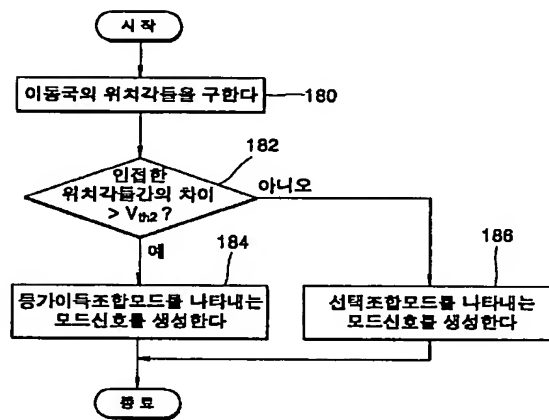 시 작
이동국의 위치각들을 구한다
180
182
인접한
위치각들간의 차이
> Vth2 ?
아니오
예
184
186
등가이득조합모드를 나타내는
모드신호를 생성한다
선택조합모드를 나타내는
모드신호를 생성한다
종 료